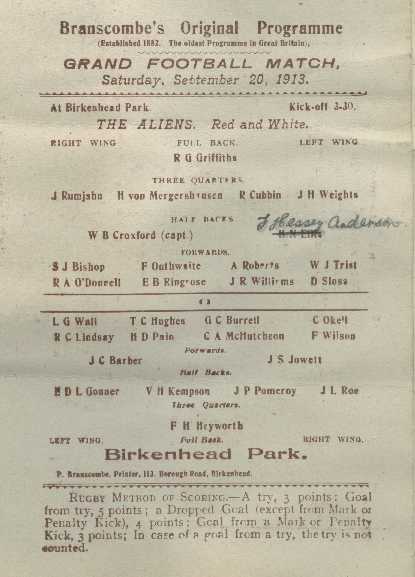 Branscombe's Original Programme
(Established 1882. The oldest Programme in Great Britain),
GRAND FOOTBALL MATCH,
Saturday, September 20, 1913.
At Birkenhead Park. Kick-off 3-30.
THE ALIENS. Red and White.
RIGHT WING FULL BACK. LEFT WING
R G Griffiths
THREE QUARTERS.
J Rumjahn H von Mergershausen R Cubbin J H Weights
HALF BACKS.
W B Croxford (capt.) F Hessey Anderson
FORWARDS.
S J Bishop F Outhwaite A Roberts W J Trist
R A O'Donnell E B Ringrose J R Williams D Sloss
L G Wall T C Hughes G C Burrell C Okell
R C Lindsay H D Pain C A McHutcheon F Wilson
Forwards.
J C Barber J S Jowett
Half Backs.
H D L Gonner V H Kempson J P Pomeroy J L Roe
Three Quarters.
F H Heyworth
LEFT WING. Full Back. RIGHT WING.
Birkenhead Park.
P. Branscombe, Printer, 113, Borough Road, Birkenhead.
RUGBY METHOD OF SCORING.—A try, 3 points; Goal
from try, 5 points; a Dropped Goal (except from Mark or
Penalty Kick), 4 points; Goal from a Mark or Penalty
Kick, 3 points; In case of a goal from a try, the try is not
counted.